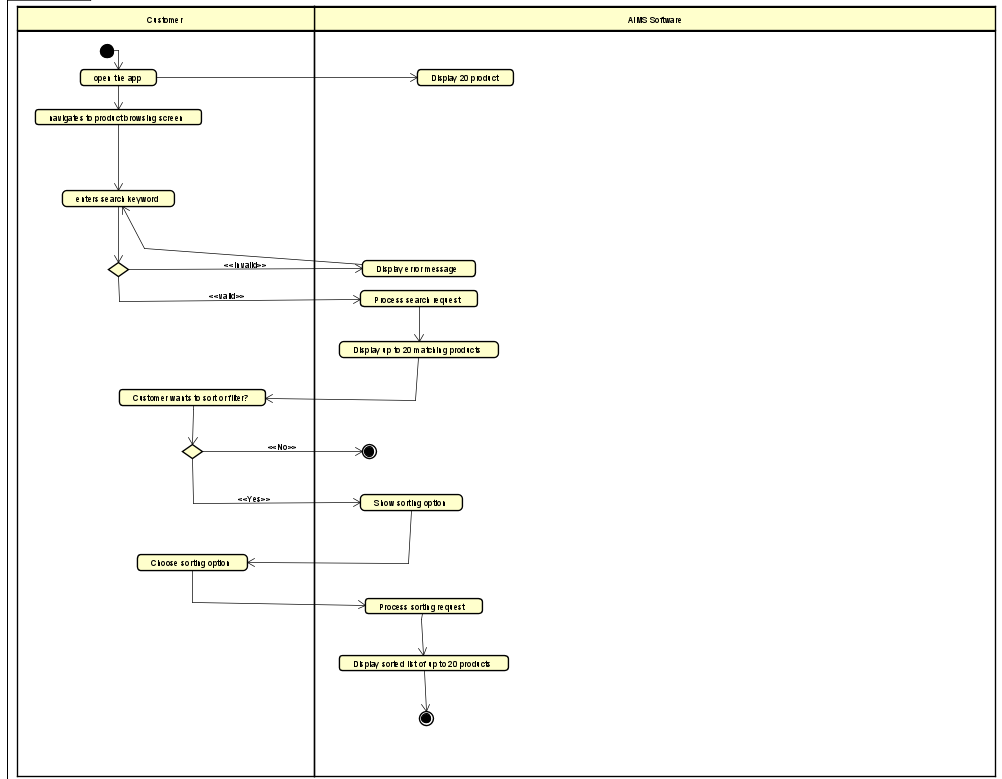 Customer
AIMS Software
open the app
Display 20 product
navigates to product browsing screen
enters search keyword
<<Invalid>>
Display error message
<<valid>>
Process search request
Display up to 20 matching products
Customer wants to sort or filter?
<<No>>
<<Yes>>
Show sorting option
Choose sorting option
Process sorting request
Display sorted list of up to 20 products